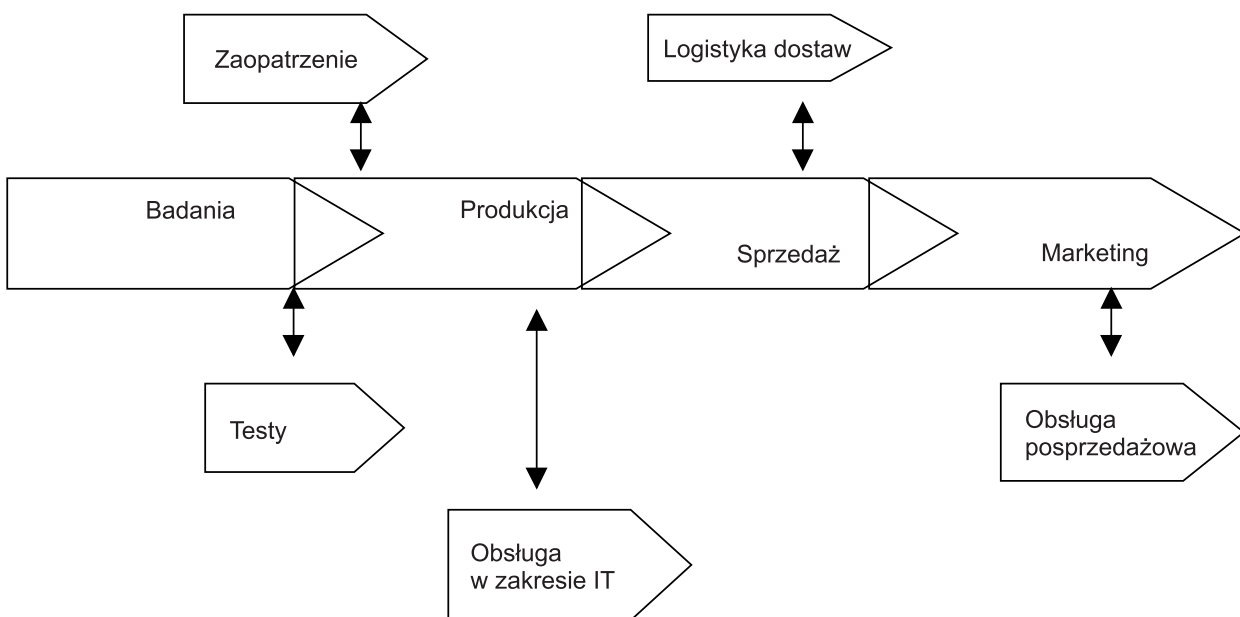 Zaopatrzenie
Logistyka dostaw
Badania
Produkcja
Sprzedaż
Marketing
Testy
Obsługa
posprzedażowa
Obsługa
w zakresie IT